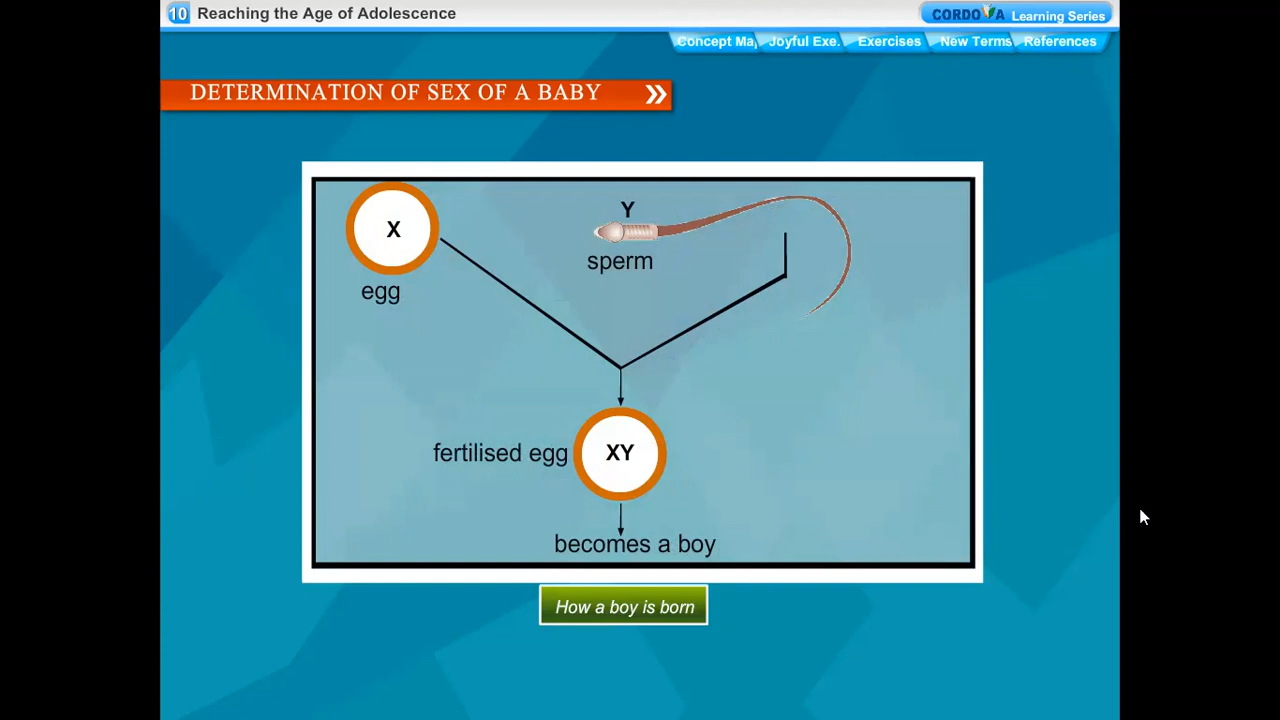 10 Reaching the Age of Adolescence
CORDOVA Learning Series
Concept Ma
Joyful Exe.
Exercises
New Terms
References
DETERMINATION OF SEX OF A BABY
X
Y
sperm
egg
fertilised egg
XY
becomes a boy
How a boy is born